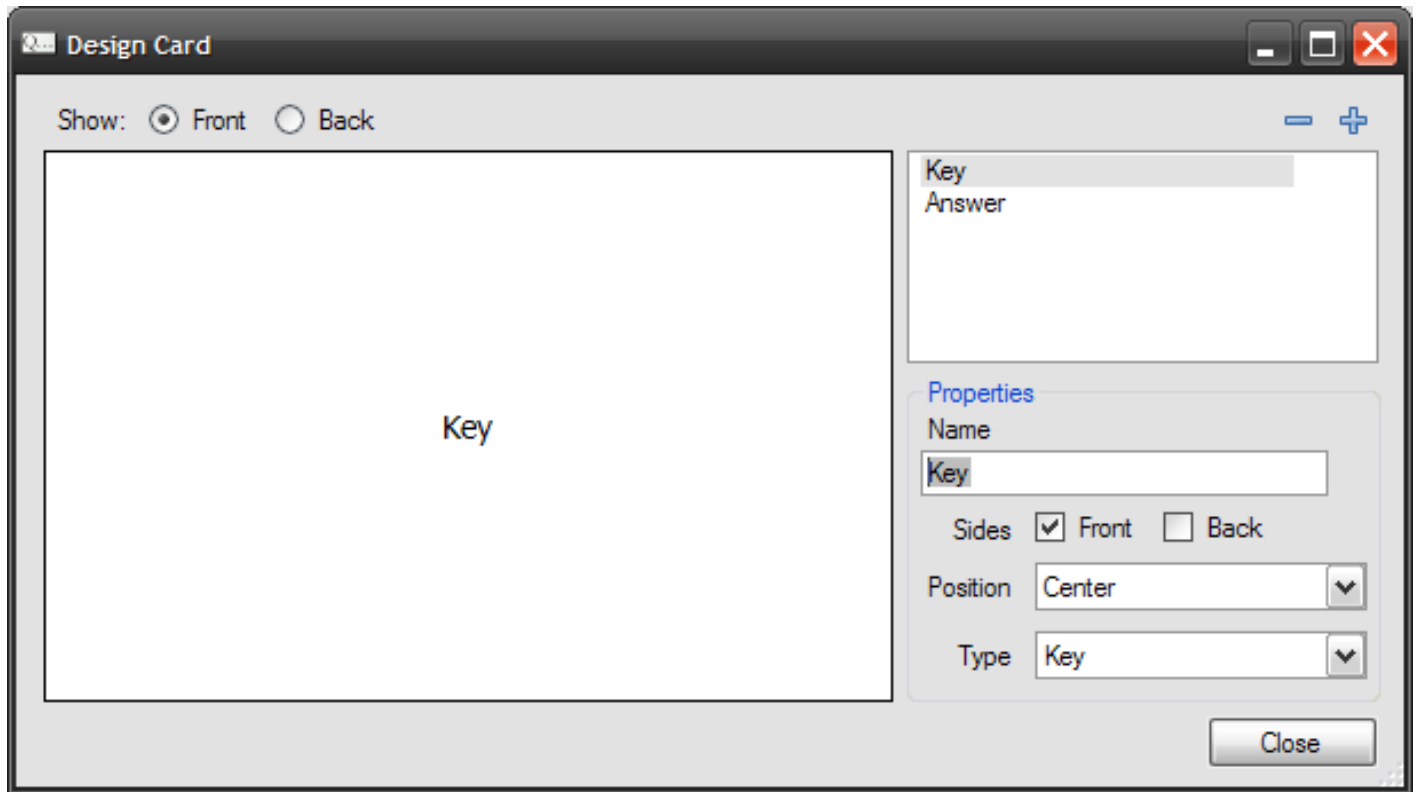 Q... Design Card
Show: Front Back
Key
Key
Answer
Properties
Name
Key
Sides Front Back
Position Center
Type Key
Close